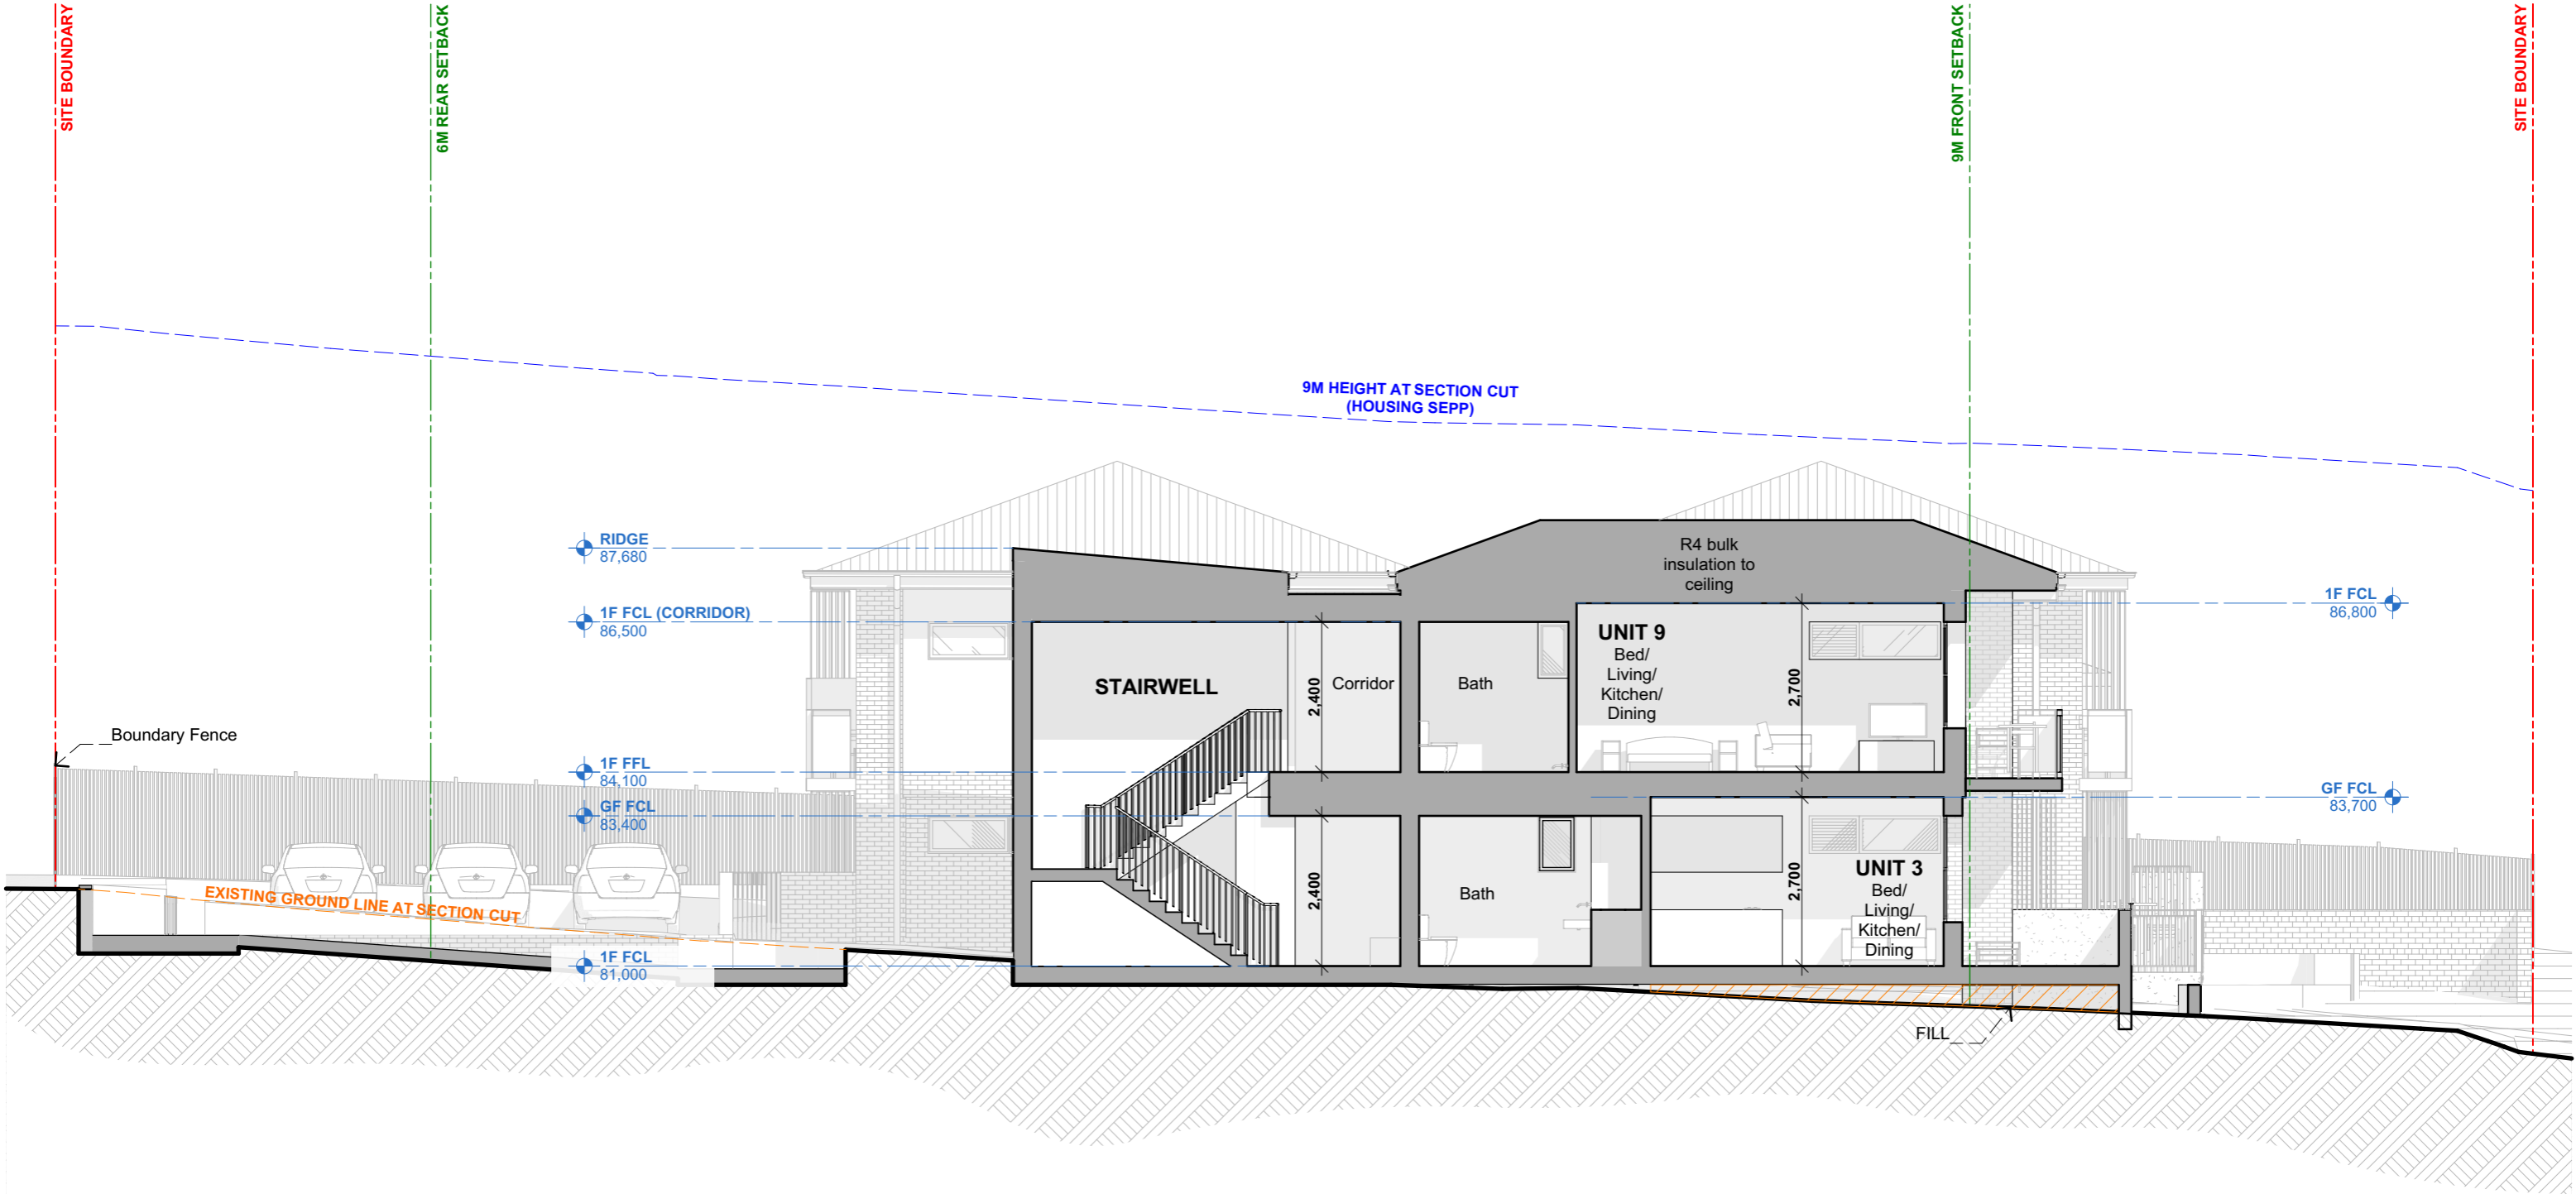 SITE BOUNDARY
6M REAR SETBACK
9M FRONT SETBACK
SITE BOUNDARY
9M HEIGHT AT SECTION CUT
(HOUSING SEPP)
RIDGE
87,680
R4 bulk
insulation to
ceiling
1F FCL (CORRIDOR)
86,500
1F FCL
86,800
STAIRWELL
2,400
Corridor
Bath
UNIT 9
Bed/
Living/
Kitchen/
Dining
2,700
Boundary Fence
1F FFL
84,100
GF FCL
83,400
GF FCL
83,700
EXISTING GROUND LINE AT SECTION CUT
2,400
Bath
2,700
UNIT 3
Bed/
Living/
Kitchen/
Dining
1F FCL
81,000
FILL